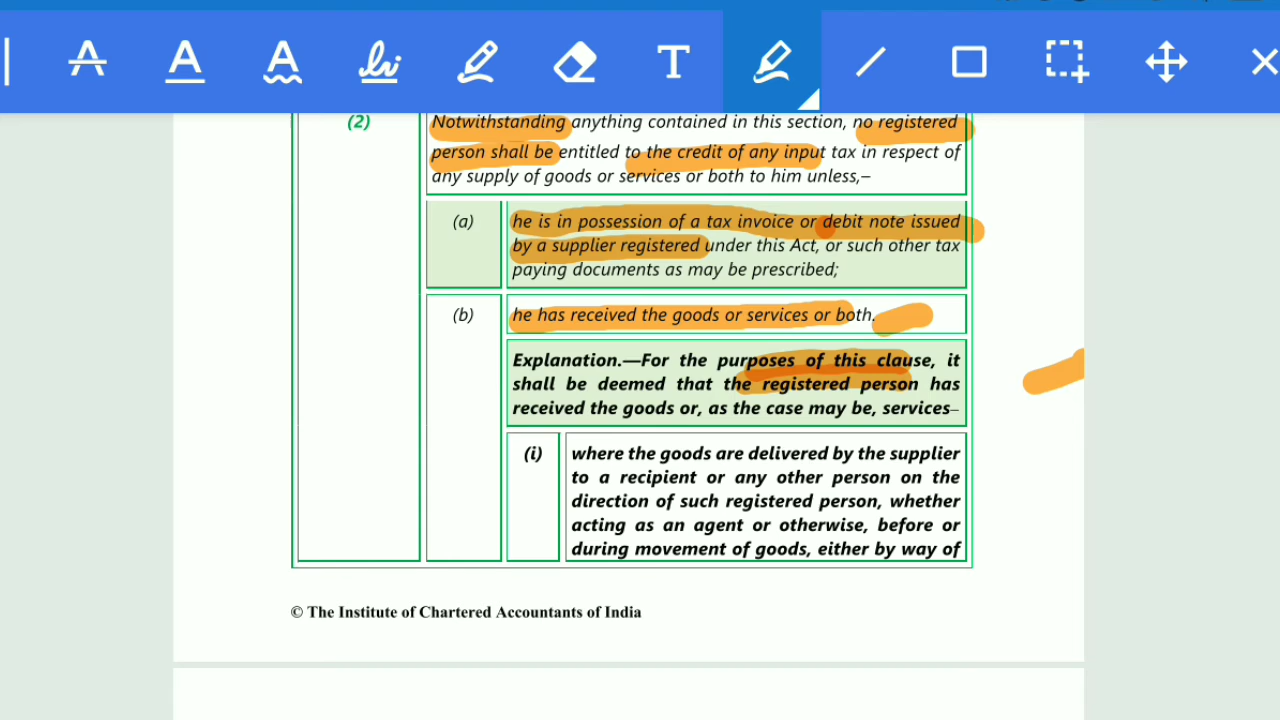 (2)
Notwithstanding anything contained in this section, no registered
person shall be entitled to the credit of any input tax in respect of
any supply of goods or services or both to him unless,–
(a)
he is in possession of a tax invoice or debit note issued
by a supplier registered under this Act, or such other tax
paying documents as may be prescribed;
(b)
he has received the goods or services or both.
Explanation.—For the purposes of this clause, it
shall be deemed that the registered person has
received the goods or, as the case may be, services–
(i)
where the goods are delivered by the supplier
to a recipient or any other person on the
direction of such registered person, whether
acting as an agent or otherwise, before or
during movement of goods, either by way of
© The Institute of Chartered Accountants of India